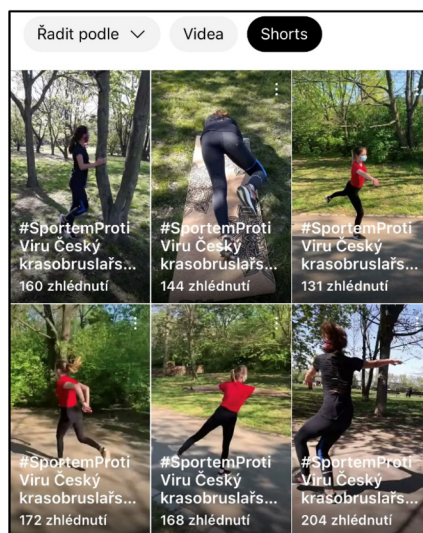 Řadit podle
Videa
Shorts
#SportemProti
Viru Český
krasobruslařs...
160 zhlédnutí
#SportemProti
Viru Český
krasobruslařs...
144 zhlédnutí
#SportemProti
Viru Český
krasobruslařs...
131 zhlédnutí
#SportemProti
Viru Český
krasobruslařs...
172 zhlédnutí
#SportemProti
Viru Český
krasobruslařs...
168 zhlédnutí
#SportemProti
Viru Český
krasobruslařs...
204 zhlédnutí